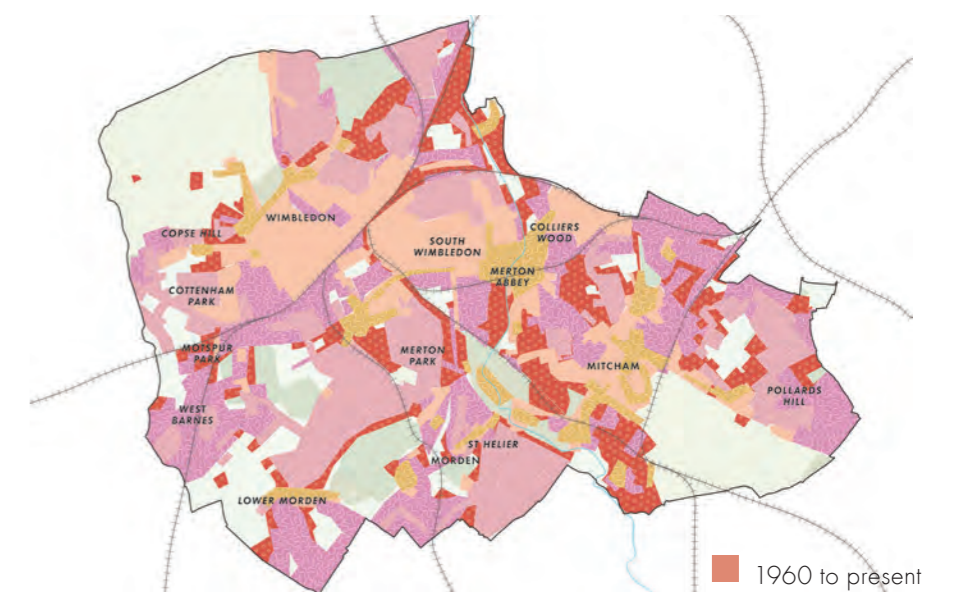 WIMBLEDON
COPSE HILL
COLLIERS
WOOD
SOUTH
WIMBLEDON
MERTON
ABBEY
COTTENHAM
PARK
MOTSPUR
PARK
MERTON
PARK
MITCHAM
POLLARDS
HILL
WEST
BARNES
ST HELIER
MORDEN
LOWER MORDEN
1960 to present